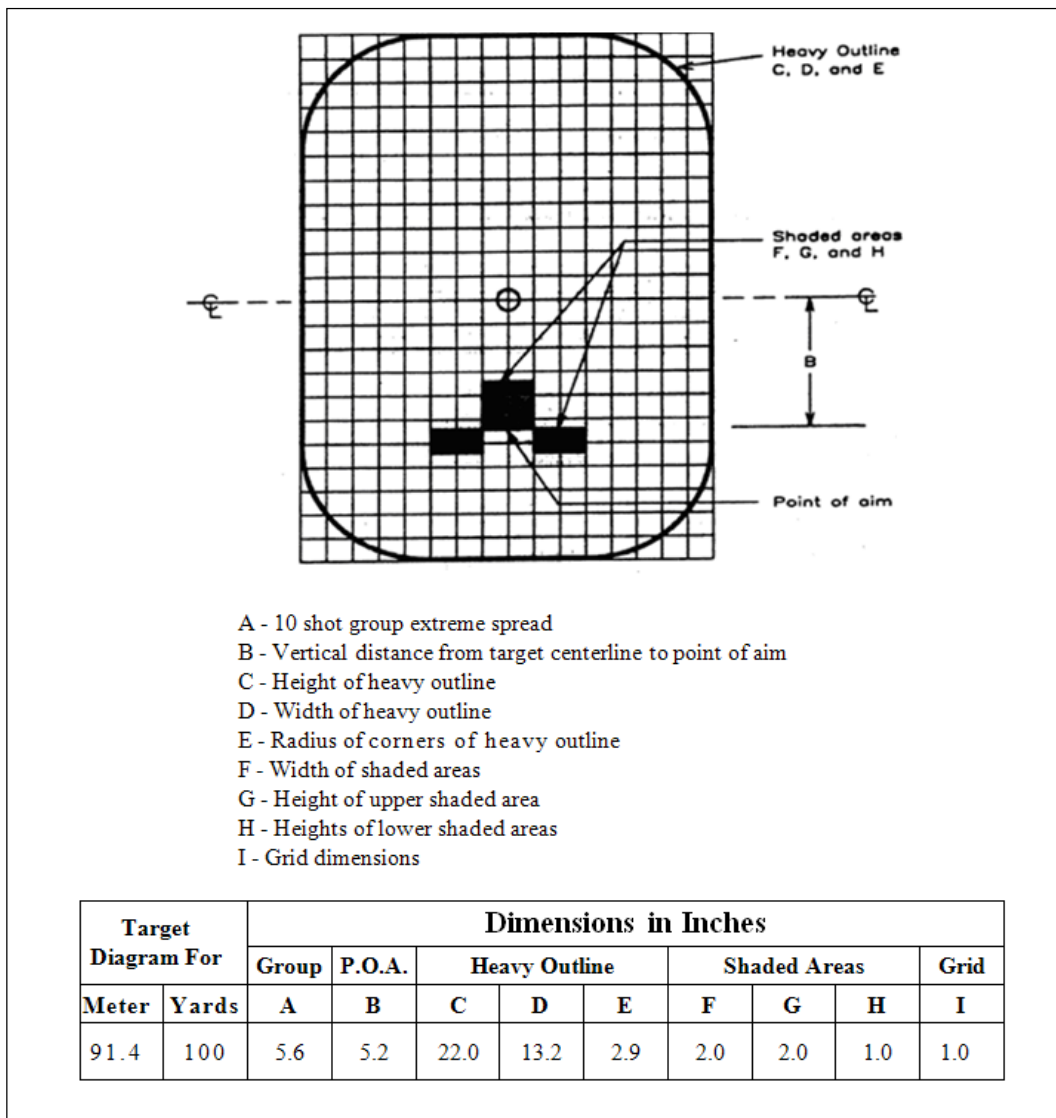 Heavy Outline
C, D, and E
Shaded areas
F, G, and H
℄
℄
B
Point of aim
A - 10 shot group extreme spread
B - Vertical distance from target centerline to point of aim
C - Height of heavy outline
D - Width of heavy outline
E - Radius of corners of heavy outline
F - Width of shaded areas
G - Height of upper shaded area
H - Heights of lower shaded areas
I - Grid dimensions
Target Diagram For Dimensions in Inches
Group P.O.A. Heavy Outline Shaded Areas Grid
Meter Yards A B C D E F G H I
91.4 100 5.6 5.2 22.0 13.2 2.9 2.0 2.0 1.0 1.0